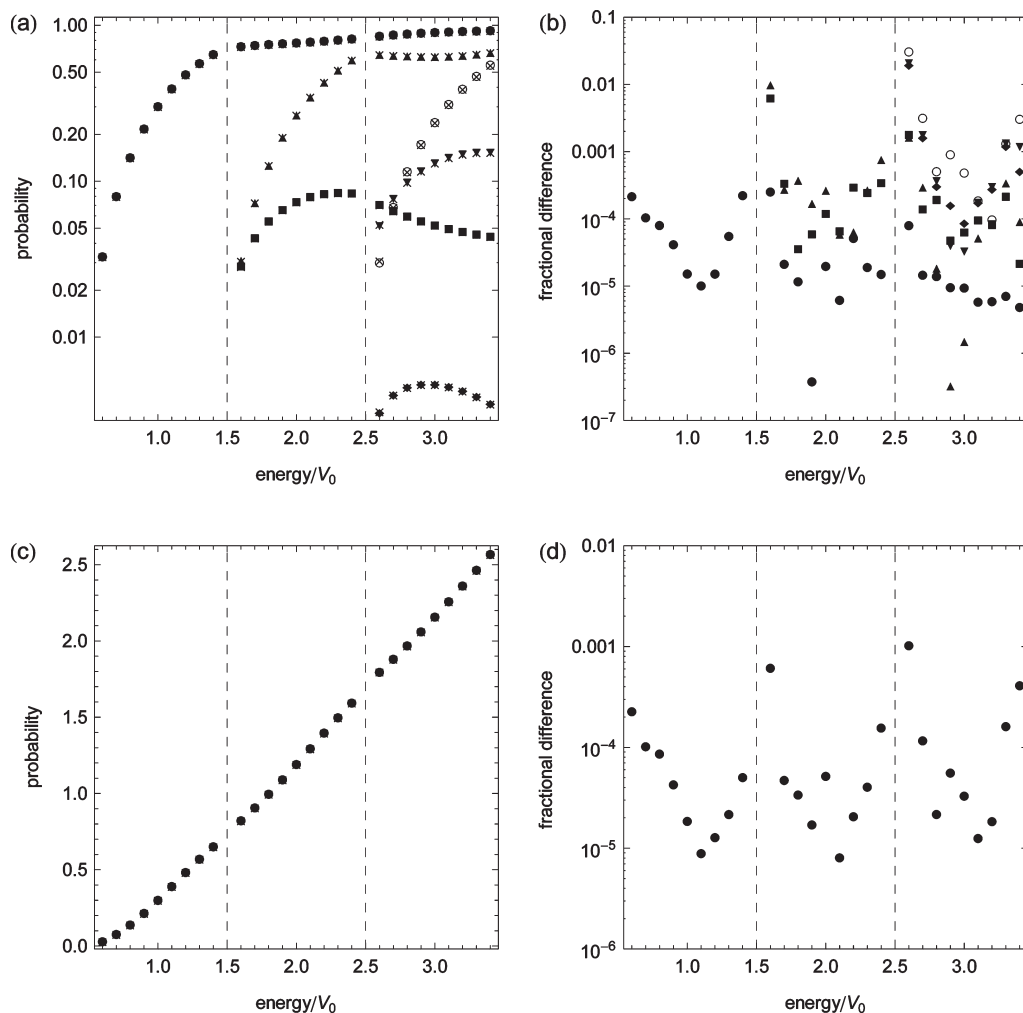 (a)
1.00
0.50
0.20
0.10
0.05
0.02
0.01
probability
1.0 1.5 2.0 2.5 3.0
energy/V₀
(b)
0.1
0.01
0.001
10⁻⁴
10⁻⁵
10⁻⁶
10⁻⁷
fractional difference
1.0 1.5 2.0 2.5 3.0
energy/V₀
(c)
2.5
2.0
1.5
1.0
0.5
0.0
probability
1.0 1.5 2.0 2.5 3.0
energy/V₀
(d)
0.01
0.001
10⁻⁴
10⁻⁵
10⁻⁶
fractional difference
1.0 1.5 2.0 2.5 3.0
energy/V₀